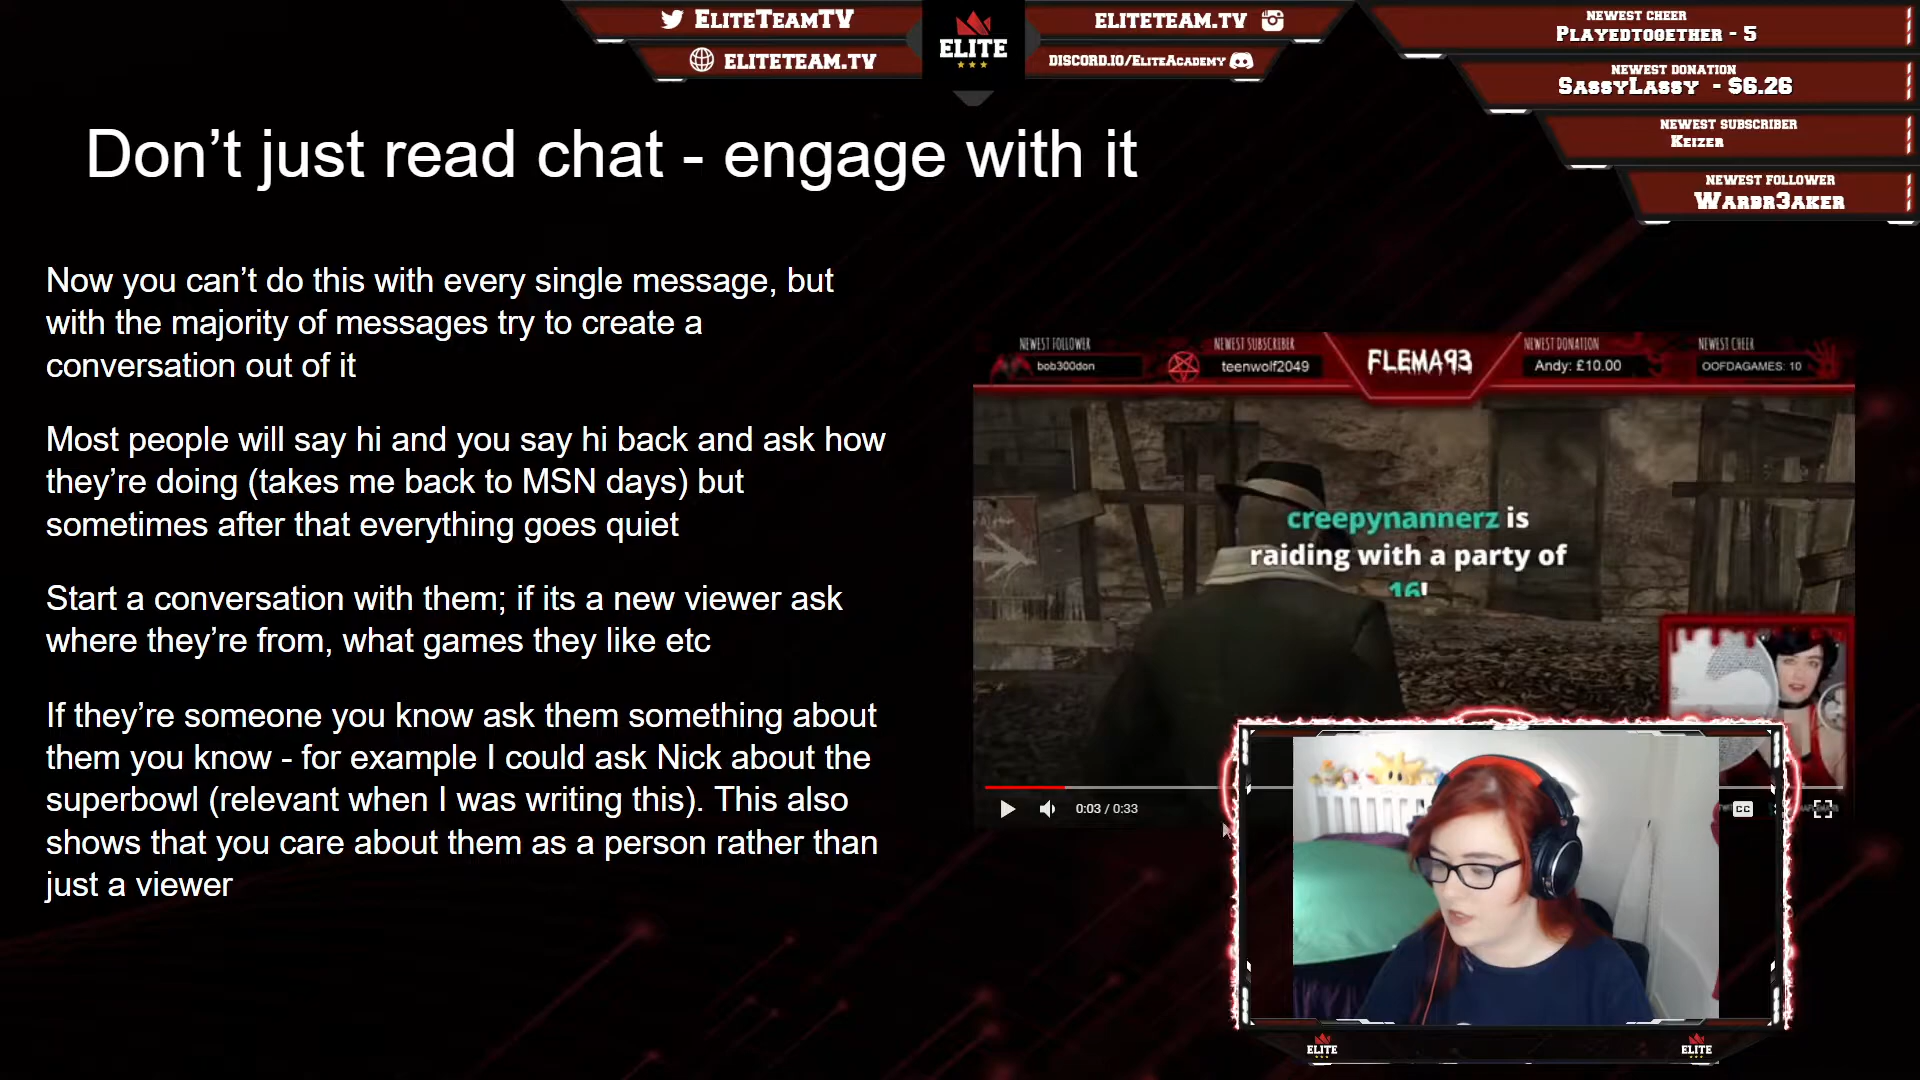 EliteTeamTV
ELITETEAM.TV
ELITE
ELITETEAM.TV
DISCORD.IO/EliteAcademy
NEWEST CHEER
Playedtogether - 5
NEWEST DONATION
SassyLassy - $6.26
NEWEST SUBSCRIBER
Keizer
NEWEST FOLLOWER
Warbr3aker
Don’t just read chat - engage with it
Now you can’t do this with every single message, but
with the majority of messages try to create a
conversation out of it
Most people will say hi and you say hi back and ask how
they’re doing (takes me back to MSN days) but
sometimes after that everything goes quiet
Start a conversation with them; if its a new viewer ask
where they’re from, what games they like etc
If they’re someone you know ask them something about
them you know - for example I could ask Nick about the
superbowl (relevant when I was writing this). This also
shows that you care about them as a person rather than
just a viewer
NEWEST FOLLOWER
bob300don
NEWEST SUBSCRIBER
teenwolf2049
FLEMA93
NEWEST DONATION
Andy: £10.00
NEWEST CHEER
OOFDAGAMES: 10
creepynannerz is
raiding with a party of
16!
0:03 / 0:33
CC
ELITE
ELITE